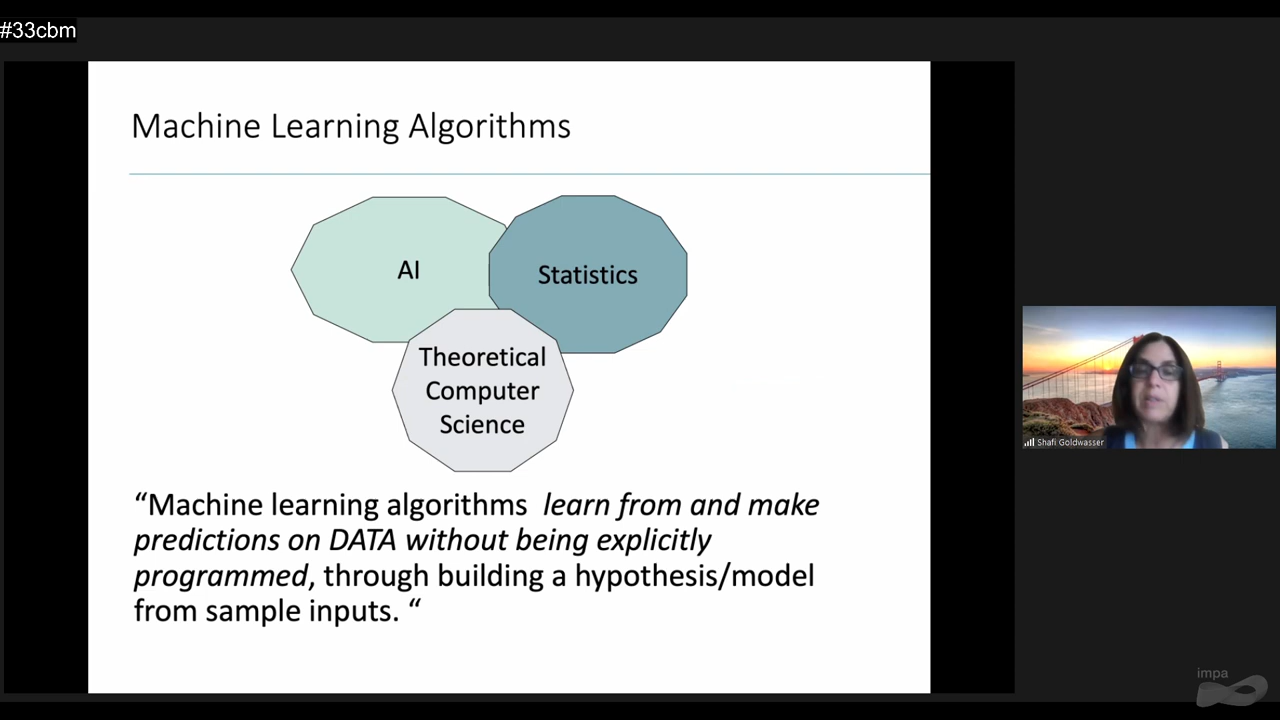 #33cbm
Machine Learning Algorithms
AI
Statistics
Theoretical
Computer
Science
“Machine learning algorithms learn from and make
predictions on DATA without being explicitly
programmed, through building a hypothesis/model
from sample inputs. “
Shafi Goldwasser
impa